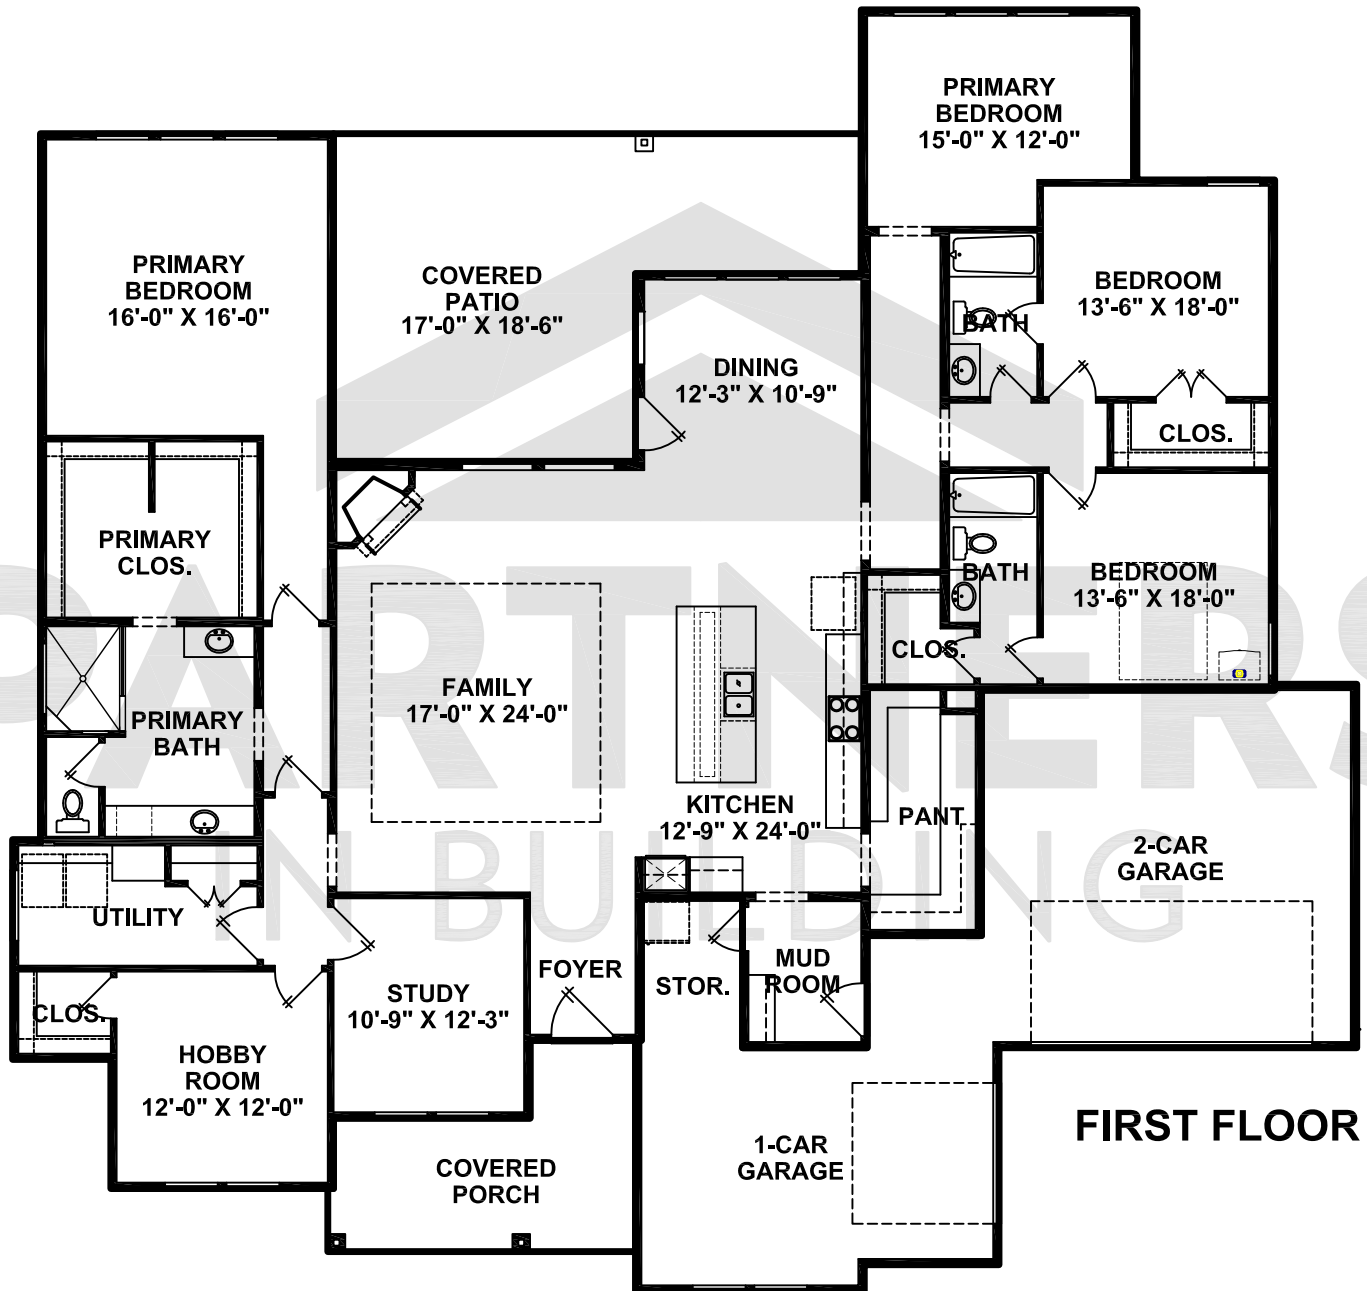 PRIMARY
BEDROOM
15'-0" X 12'-0"
PRIMARY
BEDROOM
16'-0" X 16'-0"
COVERED
PATIO
17'-0" X 18'-6"
BEDROOM
13'-6" X 18'-0"
BATH
DINING
12'-3" X 10'-9"
CLOS.
PRIMARY
CLOS.
BATH
BEDROOM
13'-6" X 18'-0"
CLOS.
FAMILY
17'-0" X 24'-0"
PRIMARY
BATH
KITCHEN
12'-9" X 24'-0"
PANT
2-CAR
GARAGE
UTILITY
FOYER
MUD
ROOM
STOR.
STUDY
10'-9" X 12'-3"
CLOS.
HOBBY
ROOM
12'-0" X 12'-0"
FIRST FLOOR
1-CAR
GARAGE
COVERED
PORCH
PARTNERS
IN BUILDING